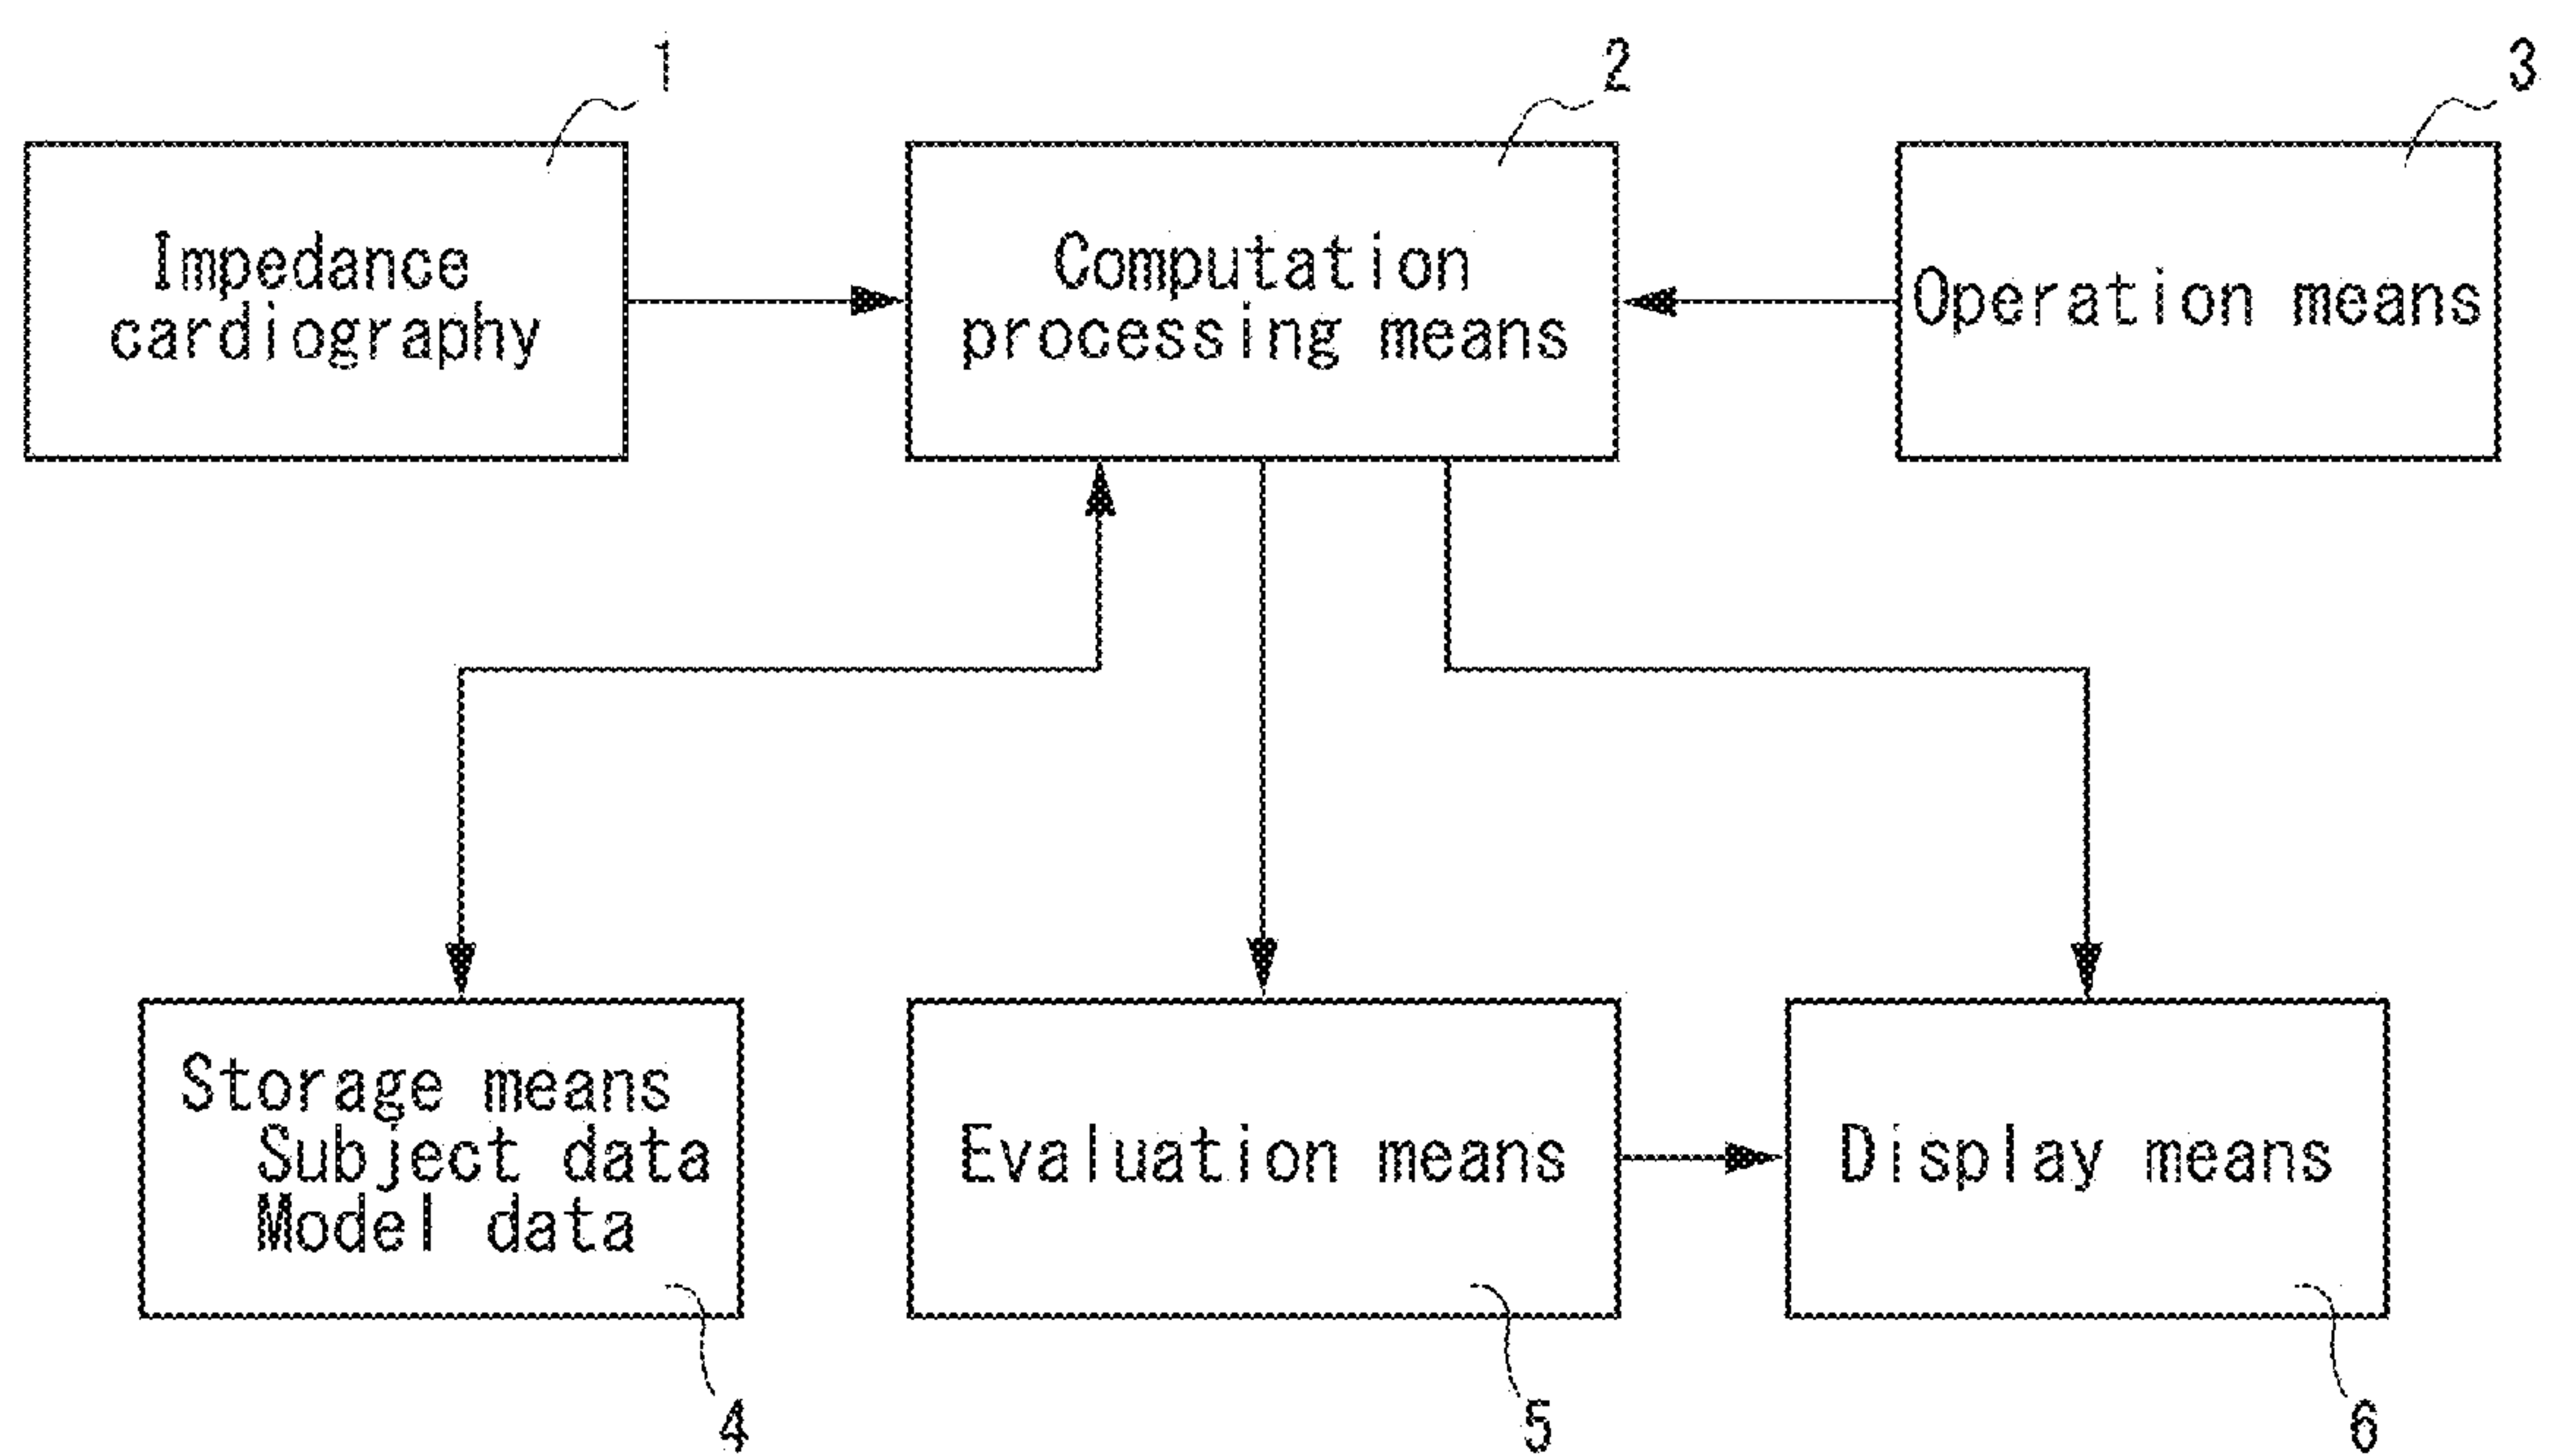 1
2
3
Impedance
cardiography
Computation
processing means
Operation means
Storage means
Subject data
Model data
Evaluation means
Display means
4
5
6